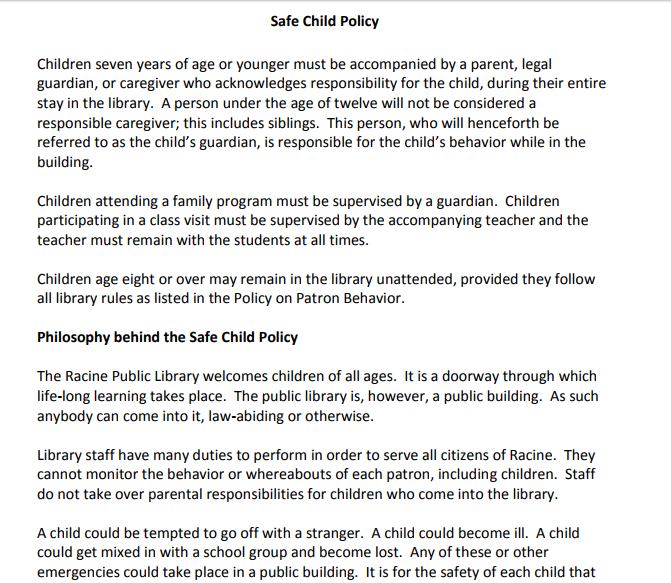 Safe Child Policy
Children seven years of age or younger must be accompanied by a parent, legal
guardian, or caregiver who acknowledges responsibility for the child, during their entire
stay in the library.  A person under the age of twelve will not be considered a
responsible caregiver; this includes siblings.  This person, who will henceforth be
referred to as the child’s guardian, is responsible for the child’s behavior while in the
building.
Children attending a family program must be supervised by a guardian.  Children
participating in a class visit must be supervised by the accompanying teacher and the
teacher must remain with the students at all times.
Children age eight or over may remain in the library unattended, provided they follow
all library rules as listed in the Policy on Patron Behavior.
Philosophy behind the Safe Child Policy
The Racine Public Library welcomes children of all ages.  It is a doorway through which
life-long learning takes place.  The public library is, however, a public building.  As such
anybody can come into it, law-abiding or otherwise.
Library staff have many duties to perform in order to serve all citizens of Racine.  They
cannot monitor the behavior or whereabouts of each patron, including children.  Staff
do not take over parental responsibilities for children who come into the library.
A child could be tempted to go off with a stranger.  A child could become ill.  A child
could get mixed in with a school group and become lost.  Any of these or other
emergencies could take place in a public building.  It is for the safety of each child that